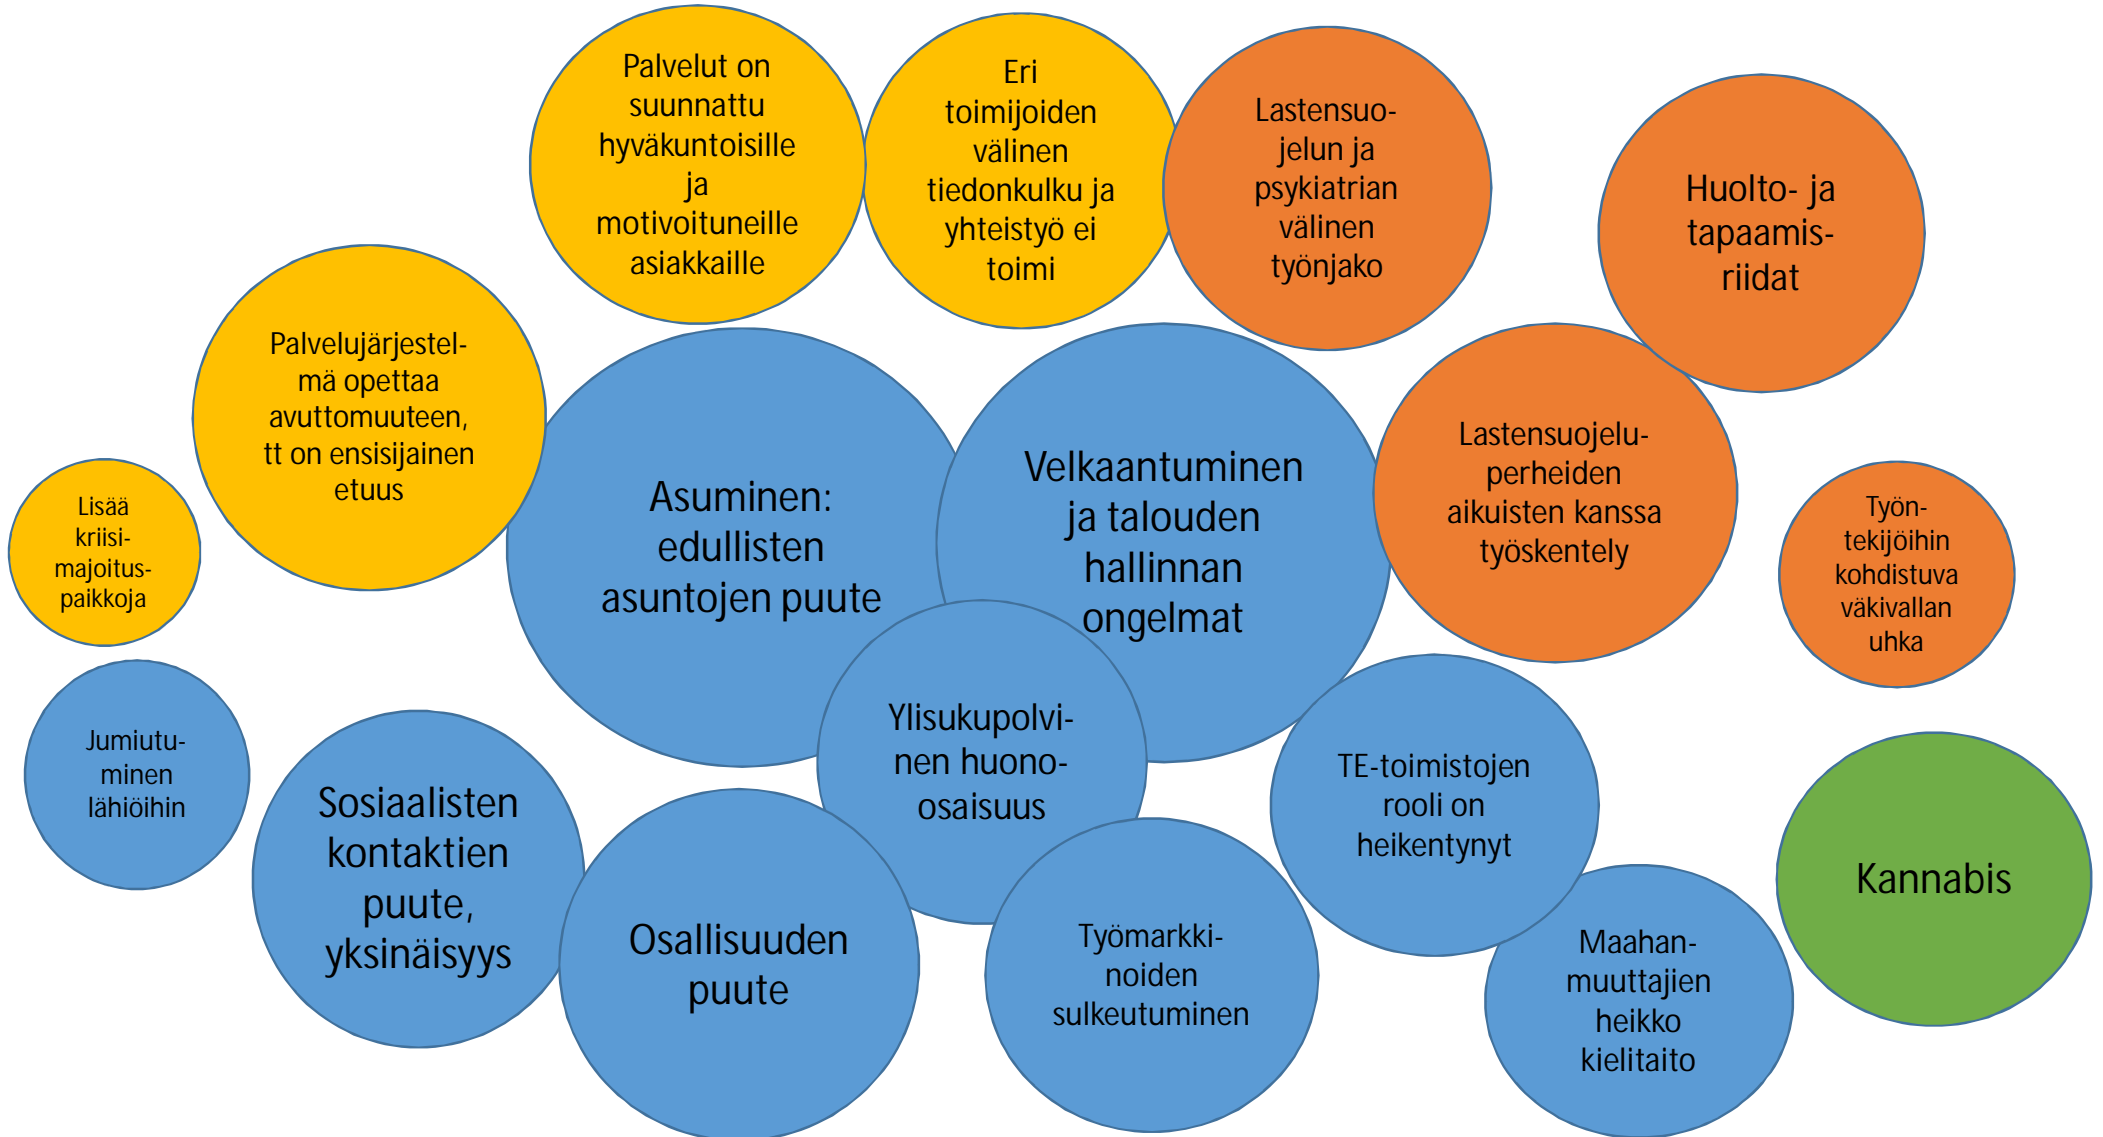 Palvelut on
suunnattu
hyväkuntoisille
ja
motivoituneille
asiakkaille
Eri
toimijoiden
välinen
tiedonkulku ja
yhteistyö ei
toimi
Lastensuo-
jelun ja
psykiatrian
välinen
työnjako
Huolto- ja
tapaamis-
riidat
Palvelujärjestel-
mä opettaa
avuttomuuteen,
tt on ensisijainen
etuus
Lisää
kriisi-
majoitus-
paikkoja
Asuminen:
edullisten
asuntojen puute
Velkaantuminen
ja talouden
hallinnan
ongelmat
Lastensuojelu-
perheiden
aikuisten kanssa
työskentely
Työn-
tekijöihin
kohdistuva
väkivallan
uhka
Jumiutu-
minen
lähiöihin
Sosiaalisten
kontaktien
puute,
yksinäisyys
Osallisuuden
puute
Ylisukupolvi-
nen huono-
osaisuus
Työmarkki-
noiden
sulkeutuminen
TE-toimistojen
rooli on
heikentynyt
Maahan-
muuttajien
heikko
kielitaito
Kannabis